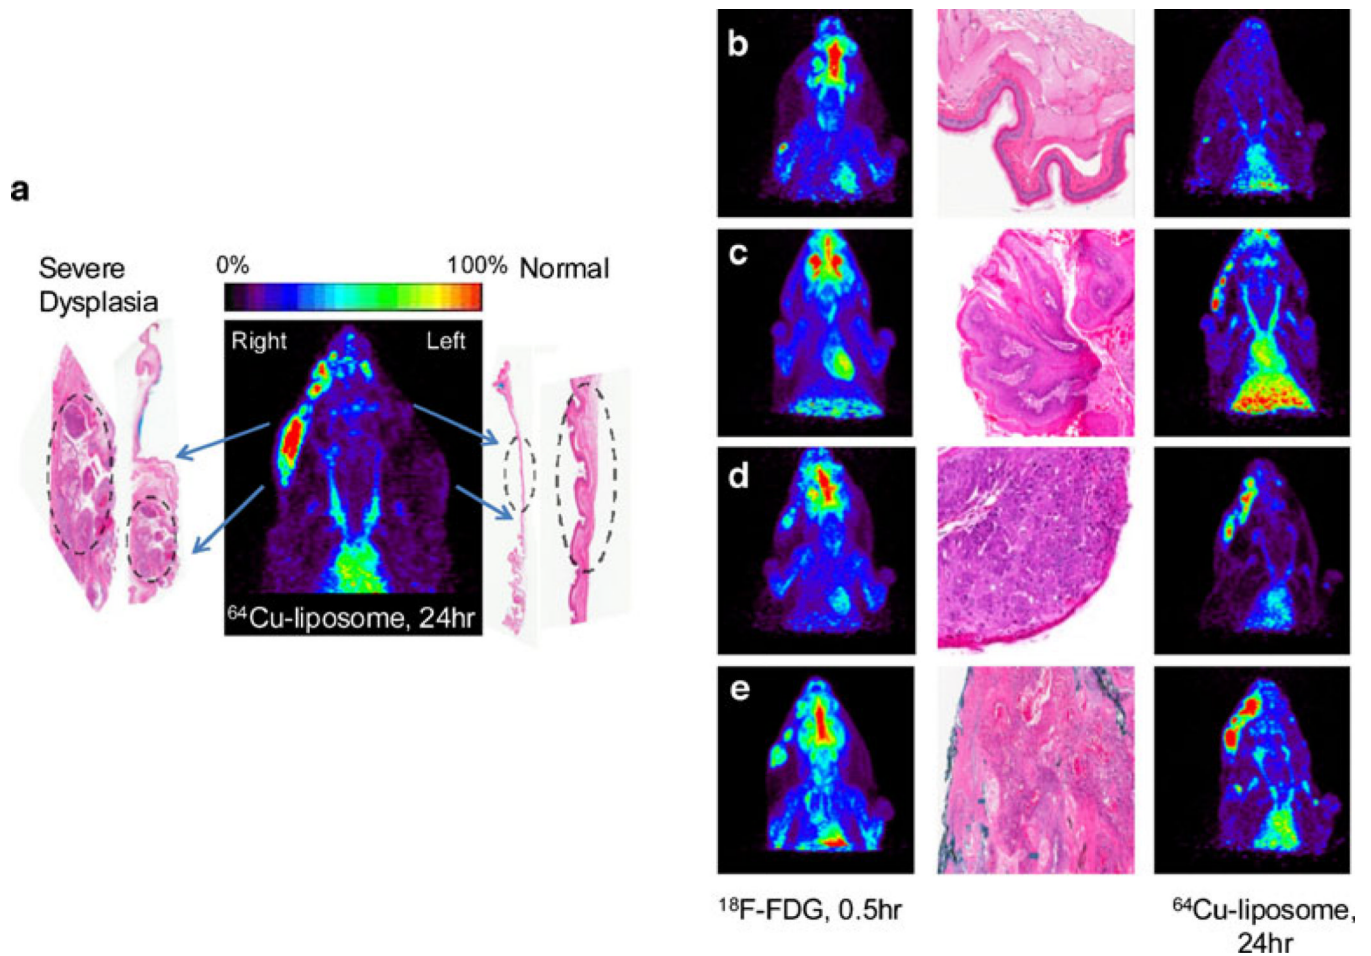 a
Severe
Dysplasia
0%
100%
Normal
Right
Left
⁶⁴Cu-liposome, 24hr
b
c
d
e
¹⁸F-FDG, 0.5hr
⁶⁴Cu-liposome,
24hr